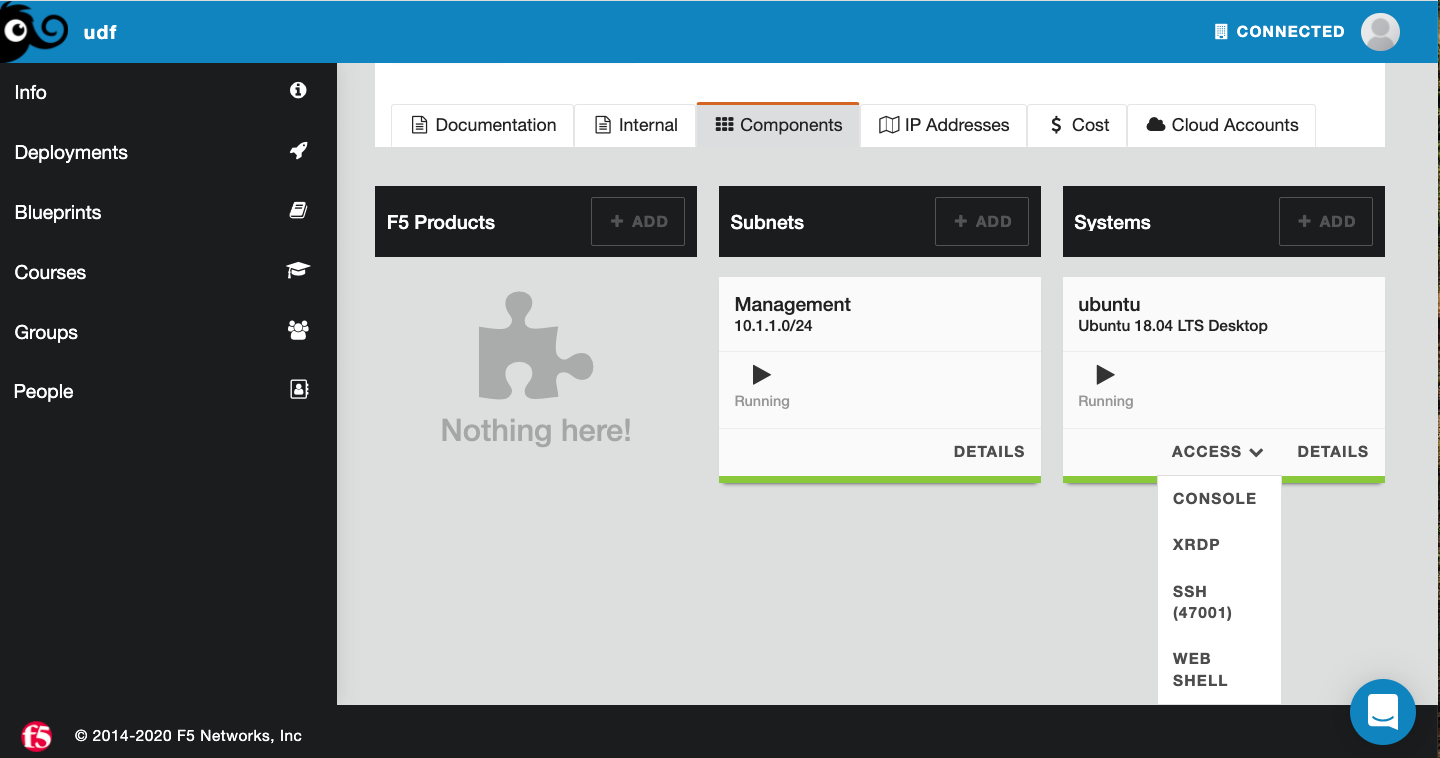 udf
CONNECTED
Info
Deployments
Blueprints
Courses
Groups
People
Documentation
Internal
Components
IP Addresses
$ Cost
Cloud Accounts
F5 Products
+ ADD
Nothing here!
Subnets
+ ADD
Management
10.1.1.0/24
Running
DETAILS
Systems
+ ADD
ubuntu
Ubuntu 18.04 LTS Desktop
Running
ACCESS
DETAILS
CONSOLE
XRDP
SSH
(47001)
WEB
SHELL
f5
© 2014-2020 F5 Networks, Inc